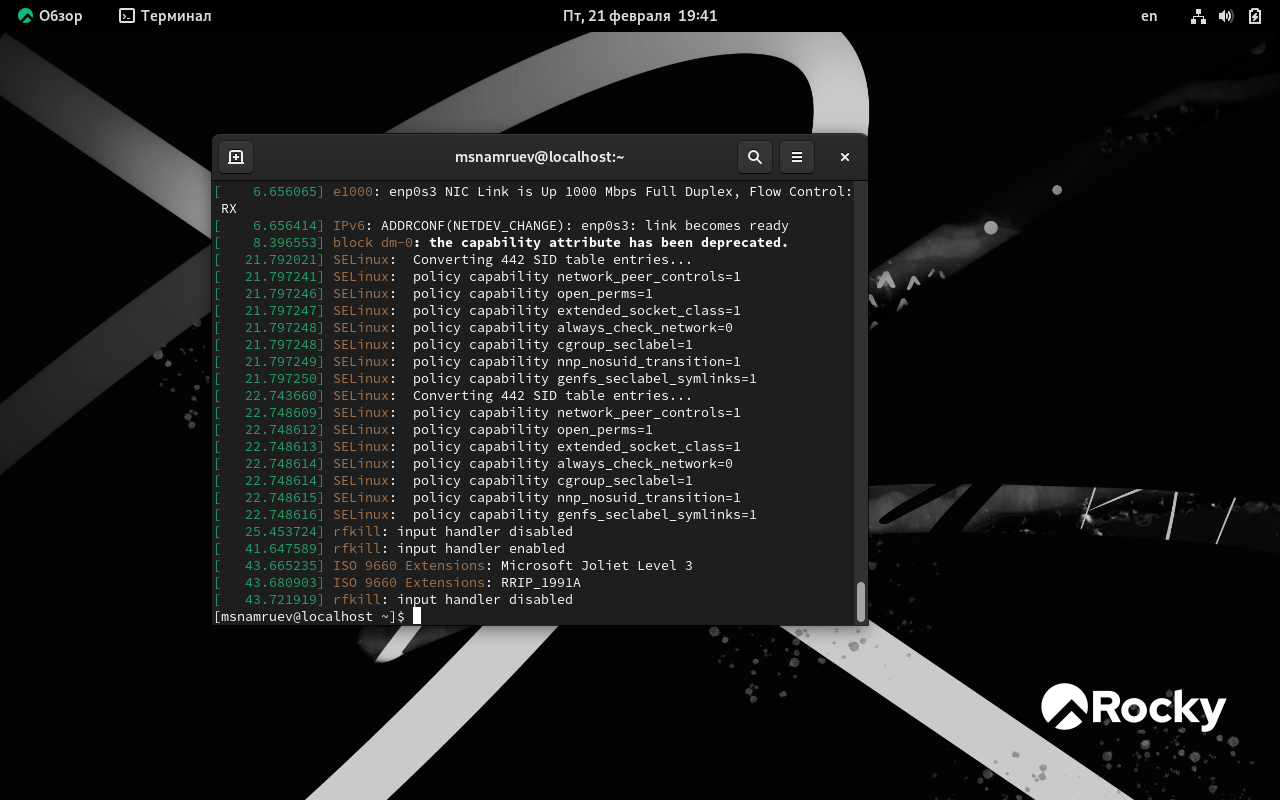 Обзор Терминал Пт, 21 февраля 19:41 en
msnamruev@localhost:~
[    6.656065] e1000: enp0s3 NIC Link is Up 1000 Mbps Full Duplex, Flow Control:
 RX
[    6.656414] IPv6: ADDRCONF(NETDEV_CHANGE): enp0s3: link becomes ready
[    8.396553] block dm-0: the capability attribute has been deprecated.
[   21.792021] SELinux:  Converting 442 SID table entries...
[   21.797241] SELinux:  policy capability network_peer_controls=1
[   21.797246] SELinux:  policy capability open_perms=1
[   21.797247] SELinux:  policy capability extended_socket_class=1
[   21.797248] SELinux:  policy capability always_check_network=0
[   21.797248] SELinux:  policy capability cgroup_seclabel=1
[   21.797249] SELinux:  policy capability nnp_nosuid_transition=1
[   21.797250] SELinux:  policy capability genfs_seclabel_symlinks=1
[   22.743660] SELinux:  Converting 442 SID table entries...
[   22.748609] SELinux:  policy capability network_peer_controls=1
[   22.748612] SELinux:  policy capability open_perms=1
[   22.748613] SELinux:  policy capability extended_socket_class=1
[   22.748614] SELinux:  policy capability always_check_network=0
[   22.748614] SELinux:  policy capability cgroup_seclabel=1
[   22.748615] SELinux:  policy capability nnp_nosuid_transition=1
[   22.748616] SELinux:  policy capability genfs_seclabel_symlinks=1
[   25.453724] rfkill: input handler disabled
[   41.647589] rfkill: input handler enabled
[   43.665235] ISO 9660 Extensions: Microsoft Joliet Level 3
[   43.680903] ISO 9660 Extensions: RRIP_1991A
[   43.721919] rfkill: input handler disabled
[msnamruev@localhost ~]$
Rocky